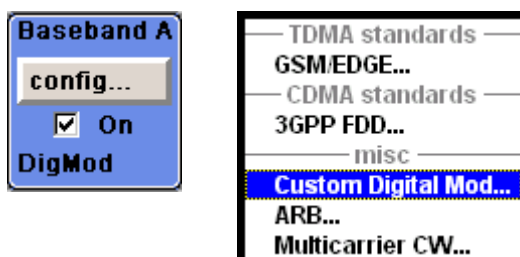 Baseband A
config...
On
DigMod
TDMA standards
GSM/EDGE...
CDMA standards
3GPP FDD...
misc
Custom Digital Mod...
ARB...
Multicarrier CW...